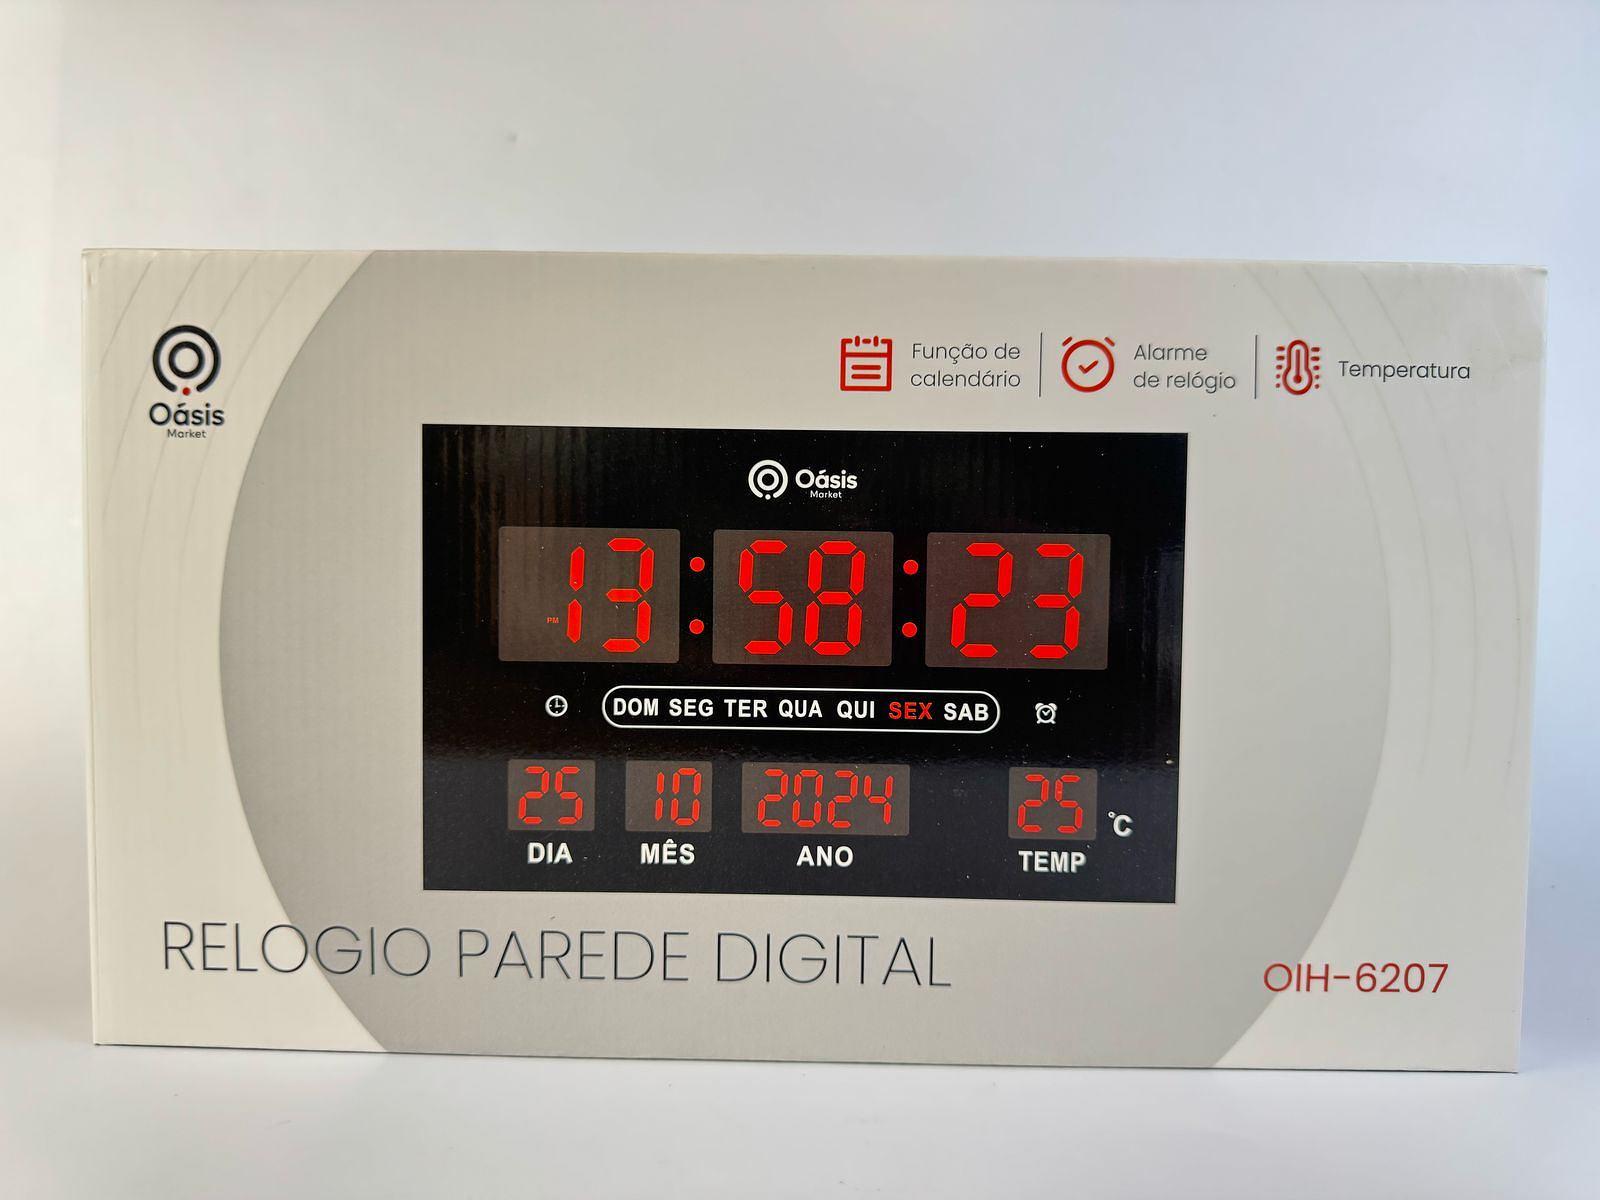 Oásis
Market
Função de
calendário
Alarme
de relógio
Temperatura
Oásis
Market
PM 13:58:23
DOM SEG TER QUA QUI SEX SAB
25 10 2024 25 °C
DIA MÊS ANO TEMP
RELOGIO PAREDE DIGITAL
OIH-6207